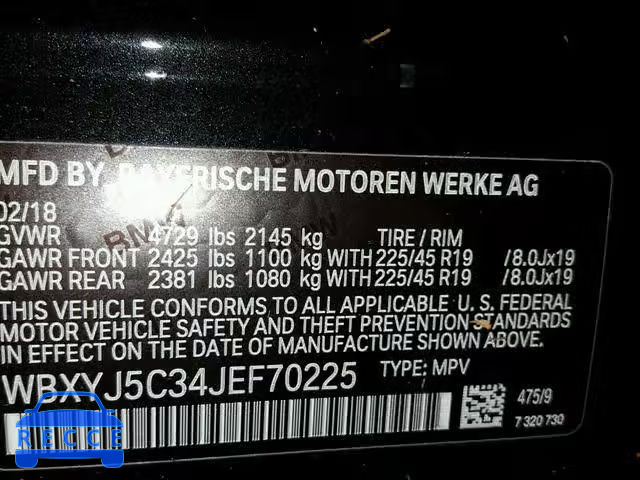 MFD BY BAYERISCHE MOTOREN WERKE AG
02/18
GVWR 4729 lbs 2145 kg TIRE / RIM
GAWR FRONT 2425 lbs 1100 kg WITH 225/45 R19 /8.0Jx19
GAWR REAR 2381 lbs 1080 kg WITH 225/45 R19 /8.0Jx19
THIS VEHICLE CONFORMS TO ALL APPLICABLE U. S. FEDERAL
MOTOR VEHICLE SAFETY AND THEFT PREVENTION STANDARDS
IN EFFECT ON THE DATE OF MANUFACTURE SHOWN ABOVE.
WBXYJ5C34JEF70225 TYPE: MPV
475/9
7 320 730
RECCE
BMW